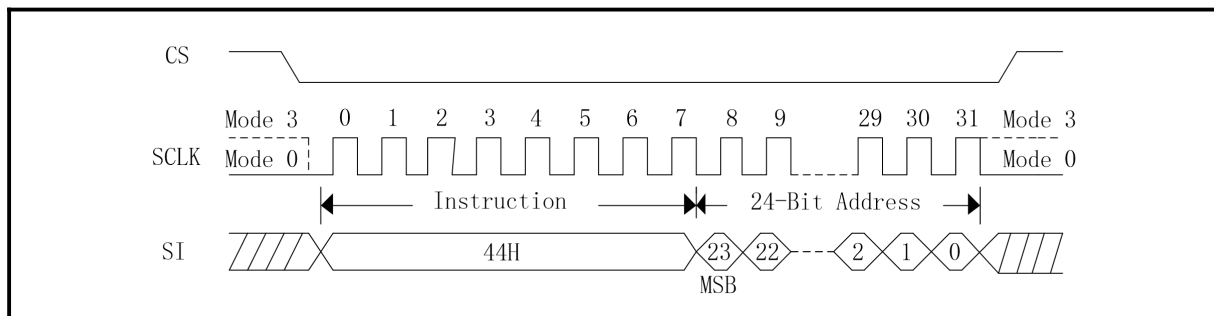 CS
0 1 2 3 4 5 6 7 8 9 29 30 31
Mode 3 Mode 3
SCLK Mode 0 Mode 0
Instruction 24-Bit Address
SI 44H 23 22 2 1 0
MSB